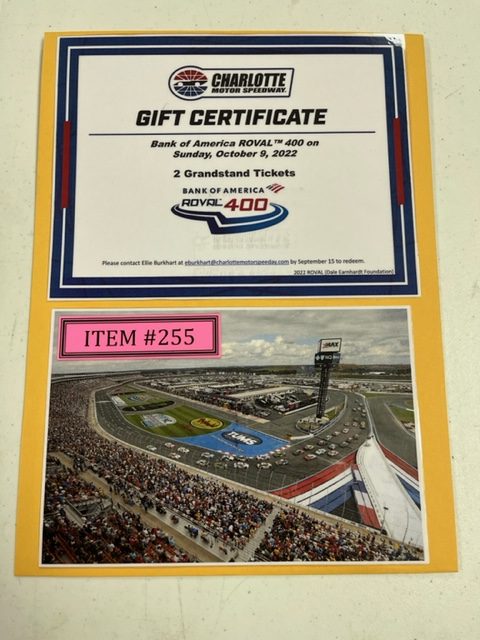 CHARLOTTE
MOTOR SPEEDWAY.
GIFT CERTIFICATE
Bank of America ROVAL™ 400 on
Sunday, October 9, 2022
2 Grandstand Tickets
BANK OF AMERICA
ROVAL 400
Please contact Ellie Burkhart at eburkhart@charlottemotorspeeday.com by September 15 to redeem.
2022 ROVAL (Dale Earnhardt Foundation)
ITEM #255
TUMS